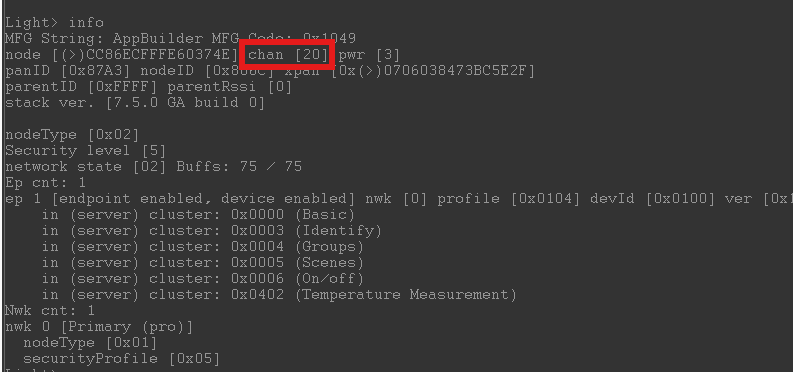 Light> info
MFG String: AppBuilder MFG Code: 0x1049
node [(>)CC86ECFFFE60374E] chan [20] pwr [3]
panID [0x87A3] nodeID xpan [0x(>)0706038473BC5E2F]
parentID [0xFFFF] parentRssi [0]
stack ver. [7.5.0 GA build 0]
nodeType [0x02]
Security level [5]
network state [02] Buffs: 75 / 75
Ep cnt: 1
ep 1 [endpoint enabled, device enabled] nwk [0] profile [0x0104] devId [0x0100] ver
in (server) cluster: 0x0000 (Basic)
in (server) cluster: 0x0003 (Identify)
in (server) cluster: 0x0004 (Groups)
in (server) cluster: 0x0005 (Scenes)
in (server) cluster: 0x0006 (On/off)
in (server) cluster: 0x0402 (Temperature Measurement)
Nwk cnt: 1
nwk 0 [Primary (pro)]
nodeType [0x01]
securityProfile [0x05]